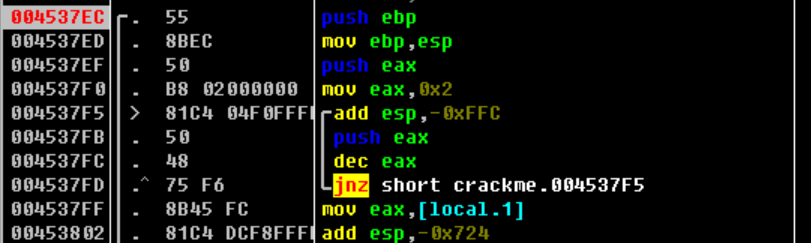 004537EC . 55 push ebp
004537ED . 8BEC mov ebp,esp
004537EF . 50 push eax
004537F0 . B8 02000000 mov eax,0x2
004537F5 > 81C4 04F0FFFF add esp,-0xFFC
004537FB . 50 push eax
004537FC . 48 dec eax
004537FD .^ 75 F6 jnz short crackme.004537F5
004537FF . 8B45 FC mov eax,[local.1]
00453802 . 81C4 DCF8FFFF add esp,-0x724